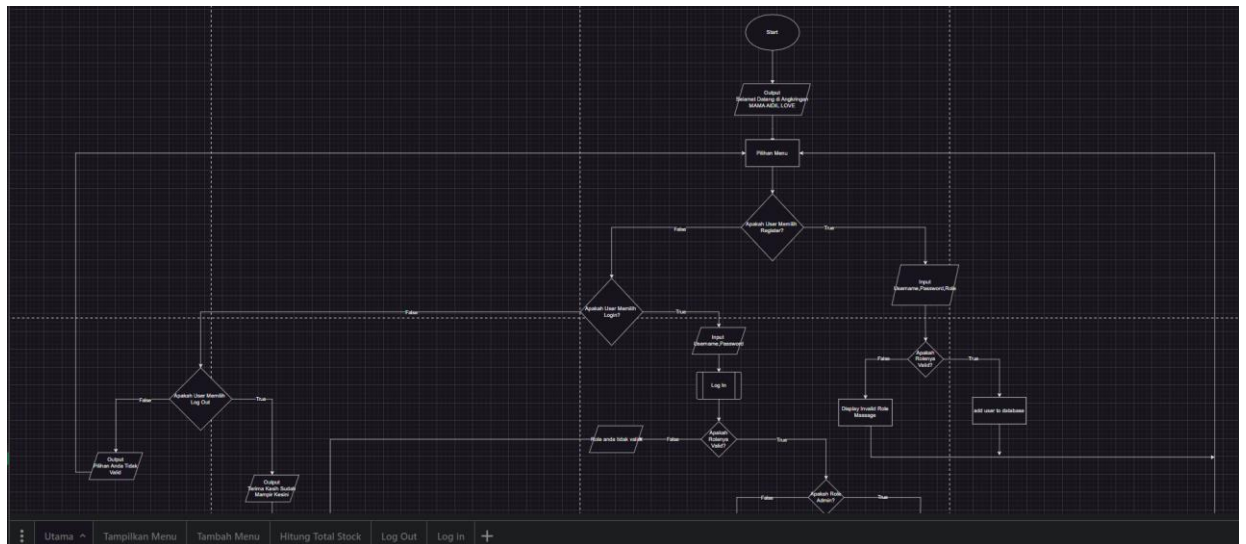 Start
Output
Selamat Datang di Angkringan
MAMA AIDIL LOVE
Pilihan Menu
Apakah User Memilih
Register?
False
True
Input
Username,Password,Role
Apakah User Memilih
Login?
False
True
Input
Username,Password
Apakah
Rolenya
Valid?
False
True
Log In
Display Invalid Role
Massage
add user to database
Apakah User Memilih
Log Out
False
True
Role anda tidak valid
False
Apakah
Rolenya
Valid?
True
Output
Pilihan Anda Tidak
Valid
Output
Terima Kasih Sudah
Mampir Kesini
False
Apakah Role
Admin?
True
Utama
Tampilkan Menu
Tambah Menu
Hitung Total Stock
Log Out
Log in